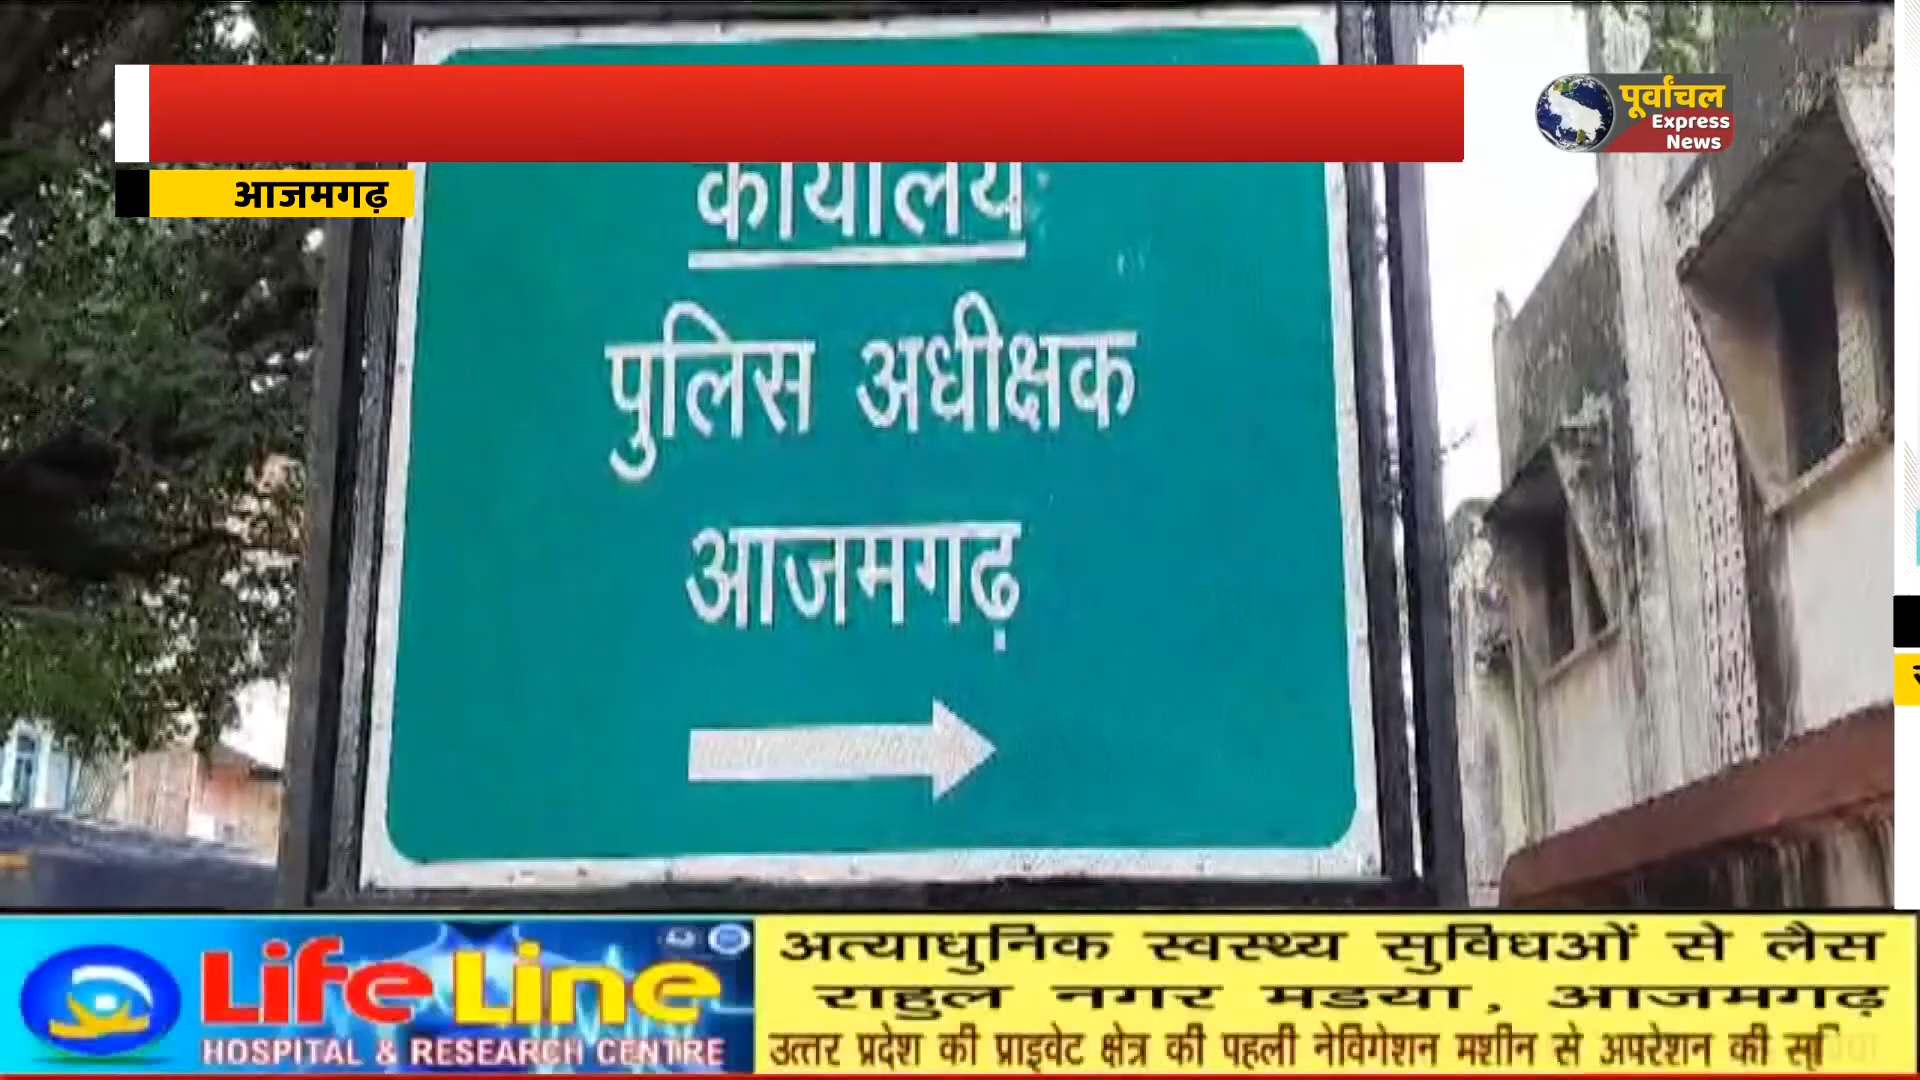 पूर्वांचल
Express
News
आजमगढ़
कार्यालय
पुलिस अधीक्षक
आजमगढ़
Life Line
HOSPITAL & RESEARCH CENTRE
अत्याधुनिक स्वस्थ्य सुविधओं से लैस
राहुल नगर मडया, आजमगढ़
उत्तर प्रदेश की प्राइवेट क्षेत्र की पहली नेविगेशन मशीन से अपरेशन की